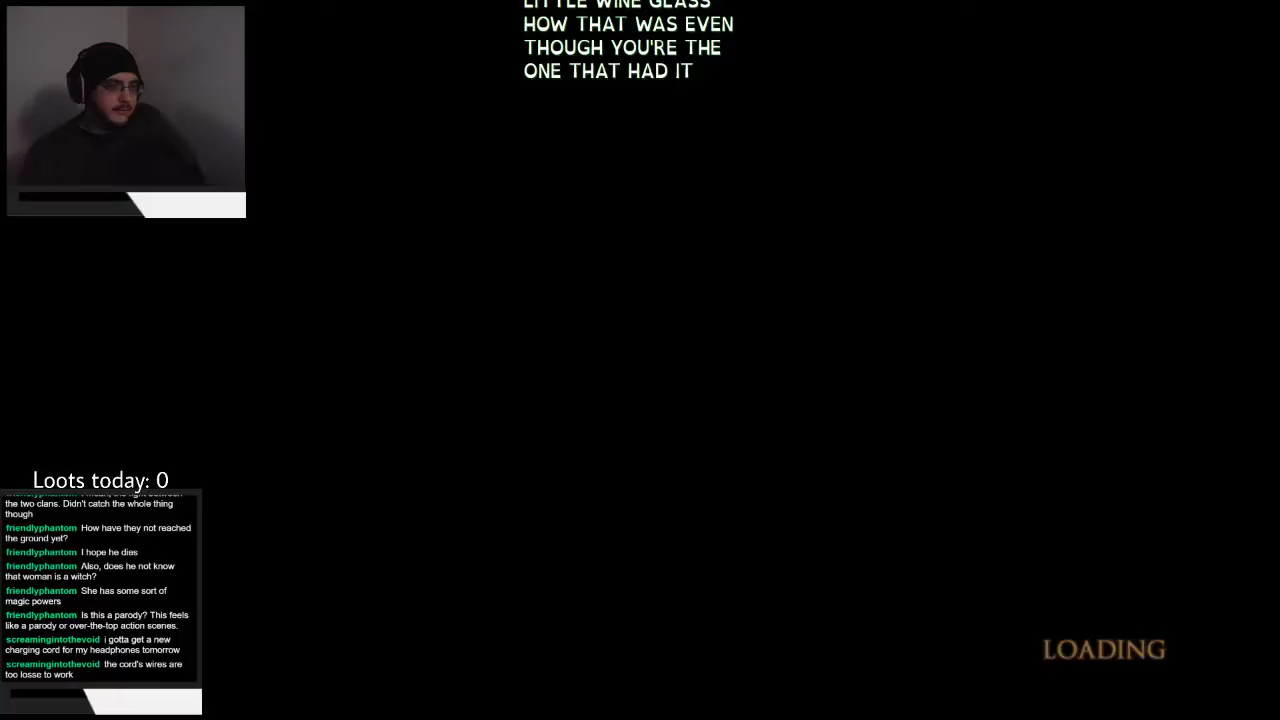 LITTLE WINE GLASS
HOW THAT WAS EVEN
THOUGH YOU'RE THE
ONE THAT HAD IT
Loots today: 0
the two clans. Didn't catch the whole thing
though
friendlyphantom How have they not reached
the ground yet?
friendlyphantom I hope he dies
friendlyphantom Also, does he not know
that woman is a witch?
friendlyphantom She has some sort of
magic powers
friendlyphantom Is this a parody? This feels
like a parody or over-the-top action scenes.
screamingintothevoid i gotta get a new
charging cord for my headphones tomorrow
screamingintothevoid the cord's wires are
too losse to work
LOADING